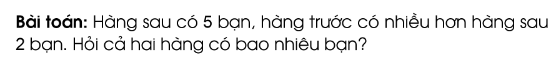 Bài toán: Hàng sau có 5 bạn, hàng trước có nhiều hơn hàng sau
2 bạn. Hỏi cả hai hàng có bao nhiêu bạn?